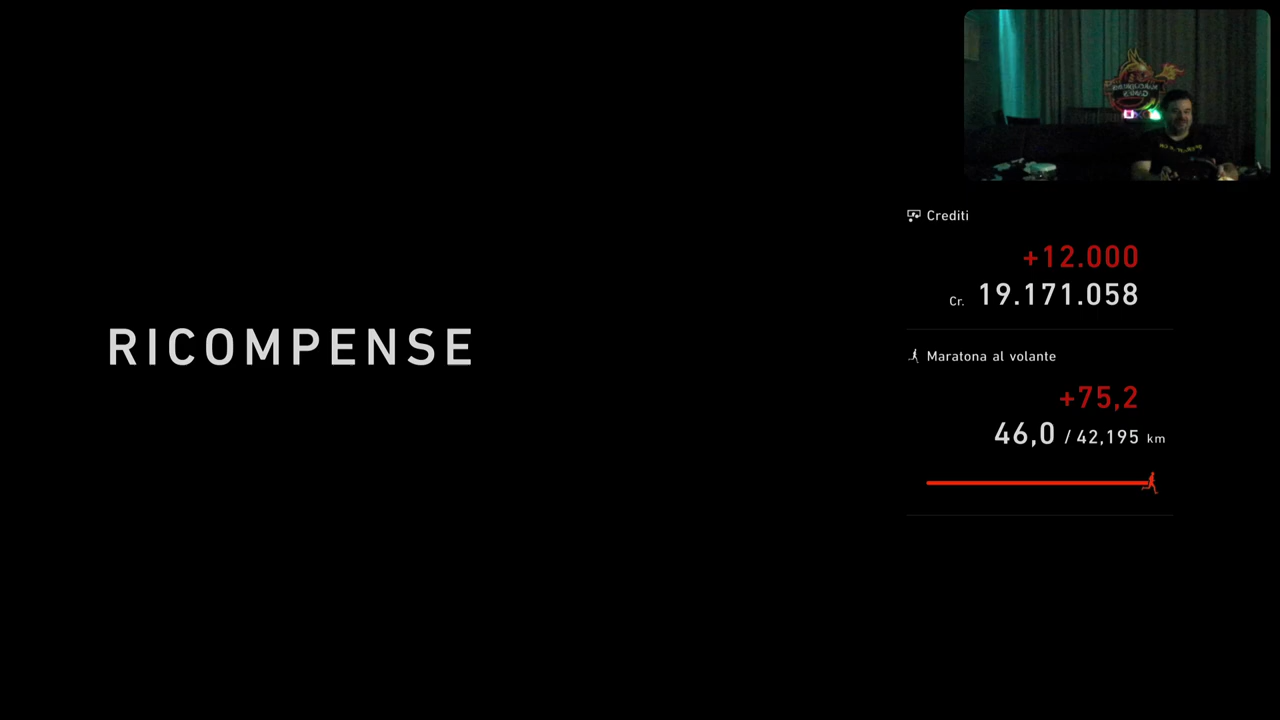 Crediti
+12.000
Cr. 19.171.058
RICOMPENSE
Maratona al volante
+75,2
46,0 / 42,195 km